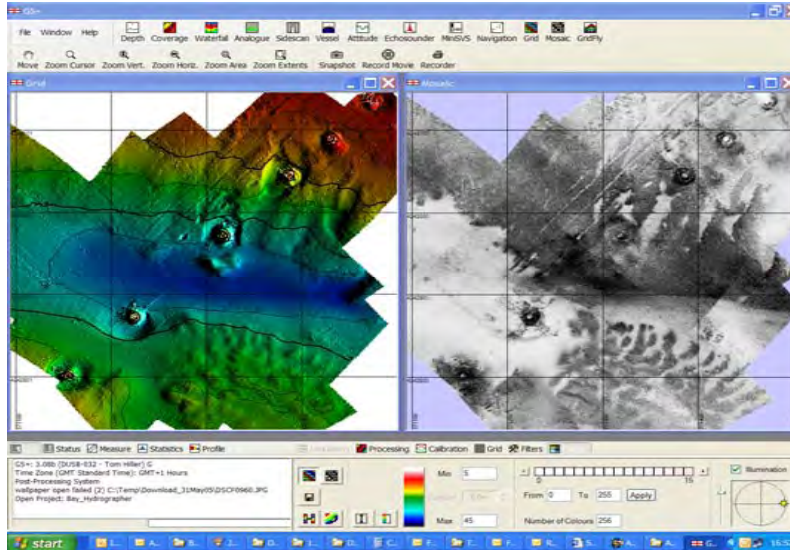 GS+
File Window Help
Depth Coverage Waterfall Analogue Sidescan Vessel Attitude Echosounder MiniSVS Navigation Grid Mosaic GridFly
Move Zoom Cursor Zoom Vert. Zoom Horiz. Zoom Area Zoom Extents Snapshot Record Movie Recorder
Grid
Mosaic
Status Measure Statistics Profile
Processing Calibration Grid Filters
GS+: 3.08b (DUSB-032 - Tom Hiller) G
Time Zone (GMT Standard Time): GMT+1 Hours
Post-Processing System
wallpaper open failed (2) C:\Temp\Download_31May05\DSCF0960.JPG
Open Project: Bay_Hydrographer
Min 5
Max 45
0 15
From 0 To 255 Apply
Number of Colours 256
Illumination
start